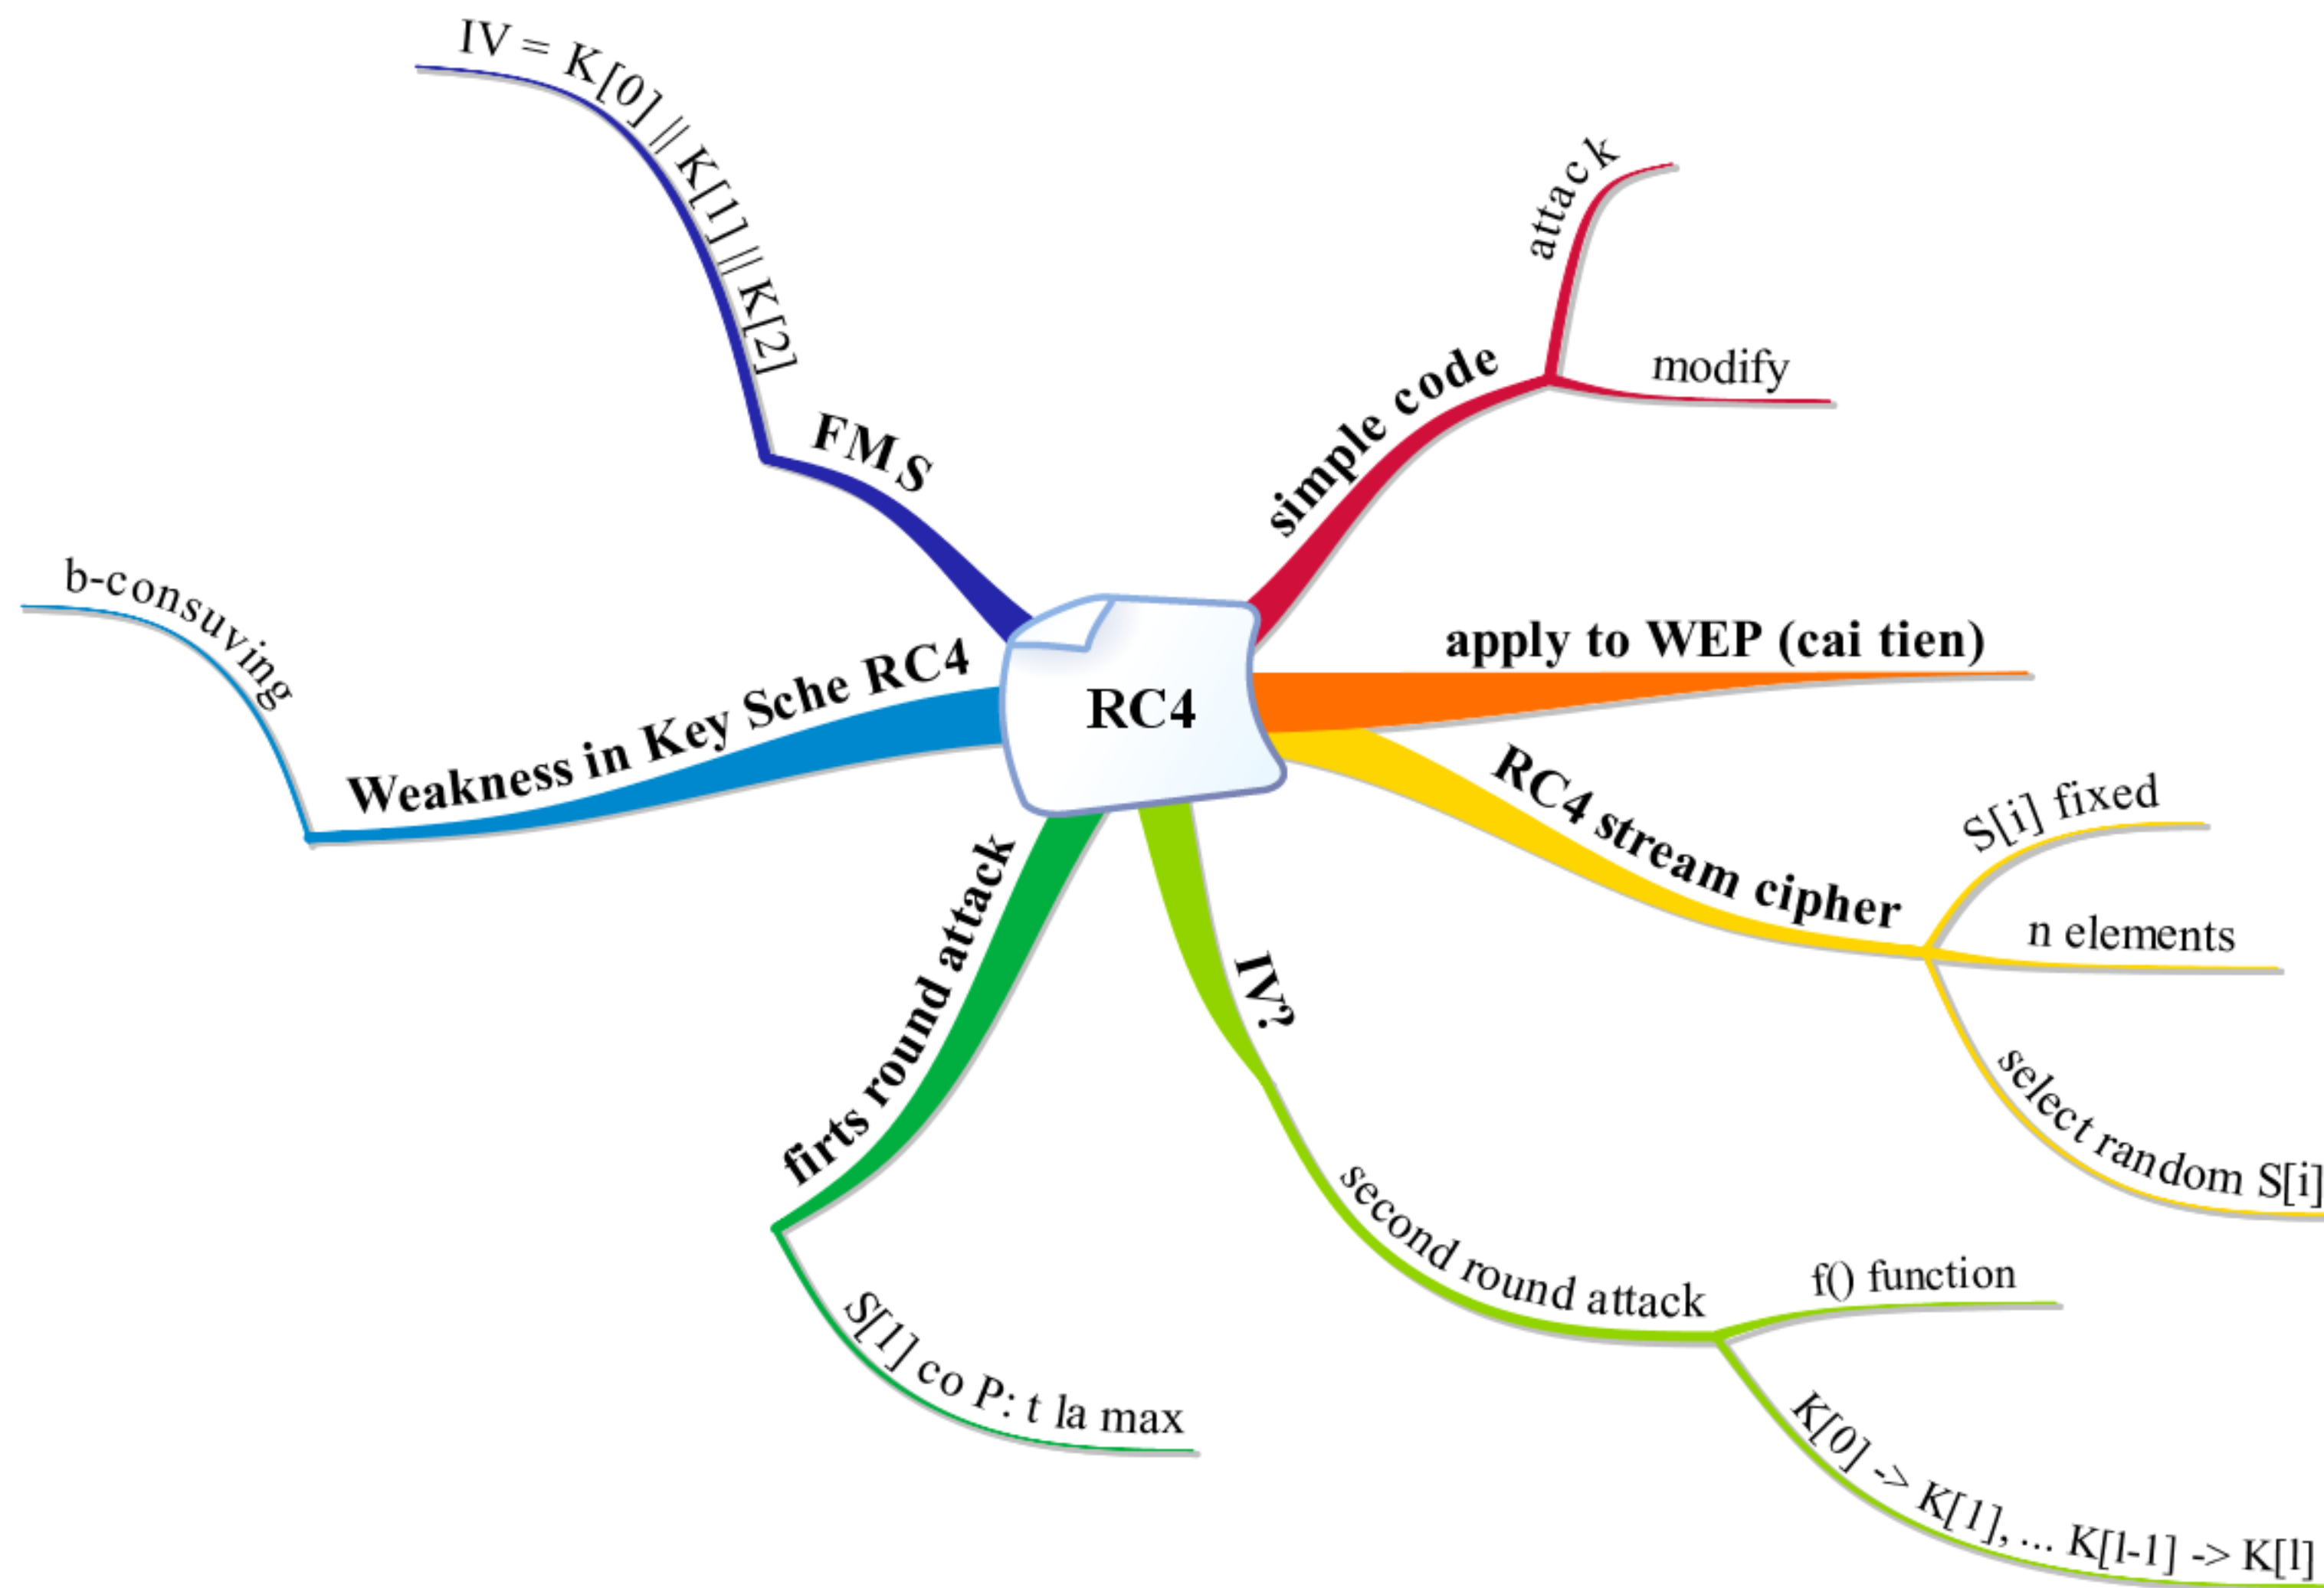 RC4
simple code
attack
modify
apply to WEP (cai tien)
RC4 stream cipher
S[i] fixed
n elements
select random S[i]
IV?
second round attack
f() function
K[0] -> K[1], ... K[l-1] -> K[l]
firts round attack
S[1] co P: t la max
Weakness in Key Sche RC4
b-consuving
FMS
IV = K[0] || K[1] || K[2]